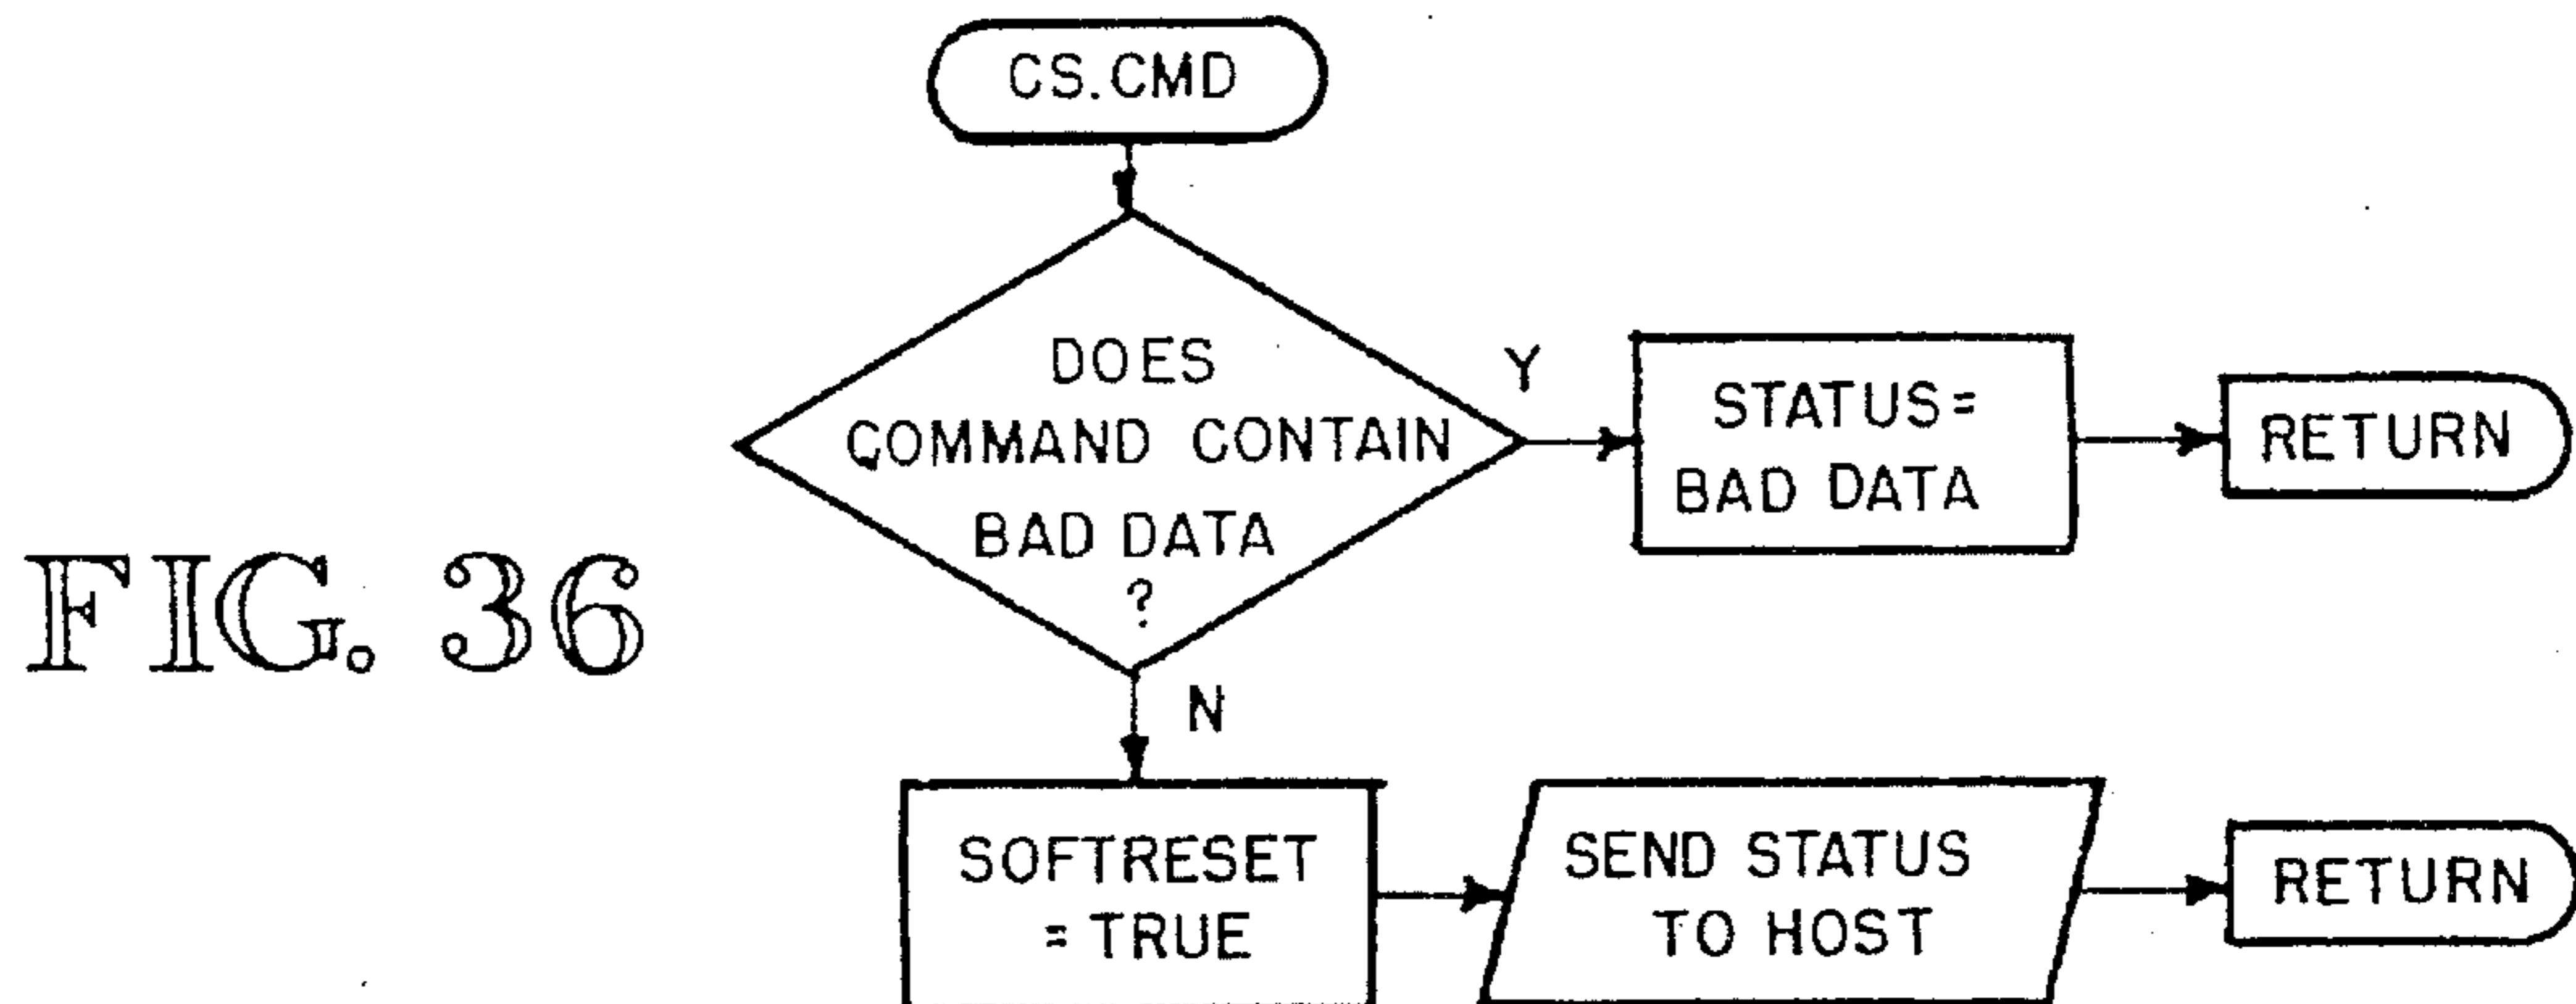 CS.CMD
DOES
COMMAND CONTAIN
BAD DATA
?
Y
STATUS=
BAD DATA
RETURN
FIG. 36
N
SOFTRESET
= TRUE
SEND STATUS
TO HOST
RETURN